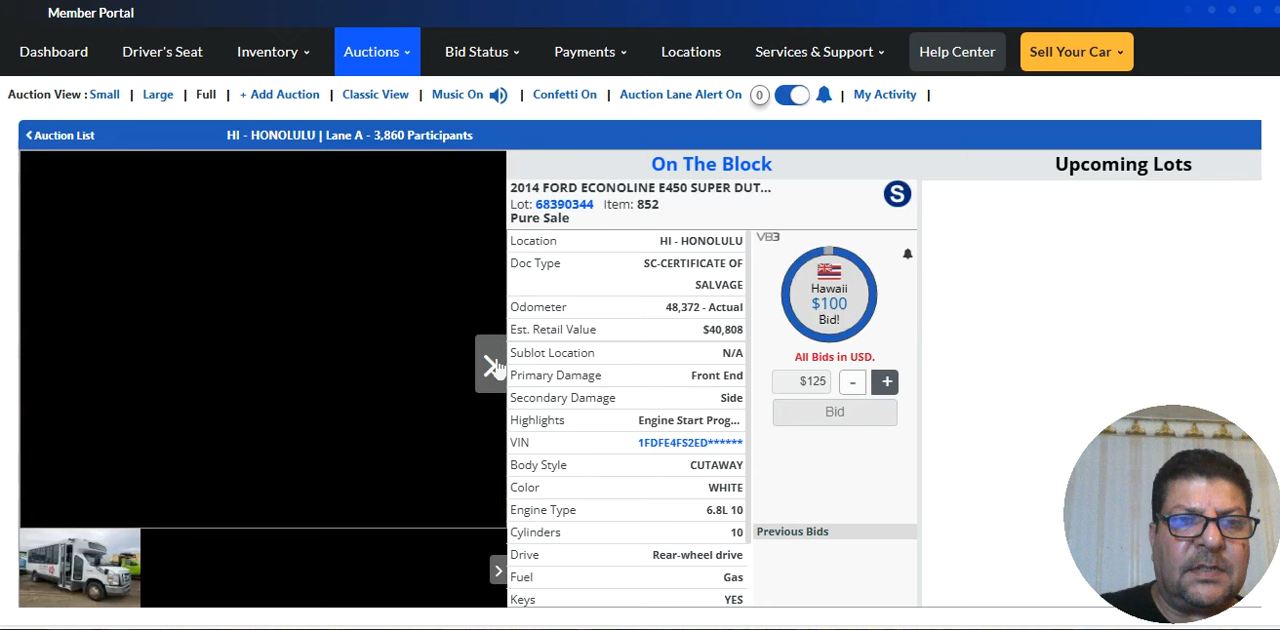 Member Portal
Dashboard Driver's Seat Inventory Auctions Bid Status Payments Locations Services & Support Help Center Sell Your Car
Auction View : Small | Large | Full | + Add Auction | Classic View | Music On | Confetti On | Auction Lane Alert On 0 | My Activity |
Auction List HI - HONOLULU | Lane A - 3,860 Participants
On The Block
Upcoming Lots
2014 FORD ECONOLINE E450 SUPER DUT...
Lot: 68390344 Item: 852
Pure Sale
S
Location HI - HONOLULU
Doc Type SC-CERTIFICATE OF
SALVAGE
Odometer 48,372 - Actual
Est. Retail Value $40,808
Sublot Location N/A
Primary Damage Front End
Secondary Damage Side
Highlights Engine Start Prog...
VIN 1FDFE4FS2ED******
Body Style CUTAWAY
Color WHITE
Engine Type 6.8L 10
Cylinders 10
Drive Rear-wheel drive
Fuel Gas
Keys YES
VB3
Hawaii
$100
Bid!
All Bids in USD.
$125 - +
Bid
Previous Bids